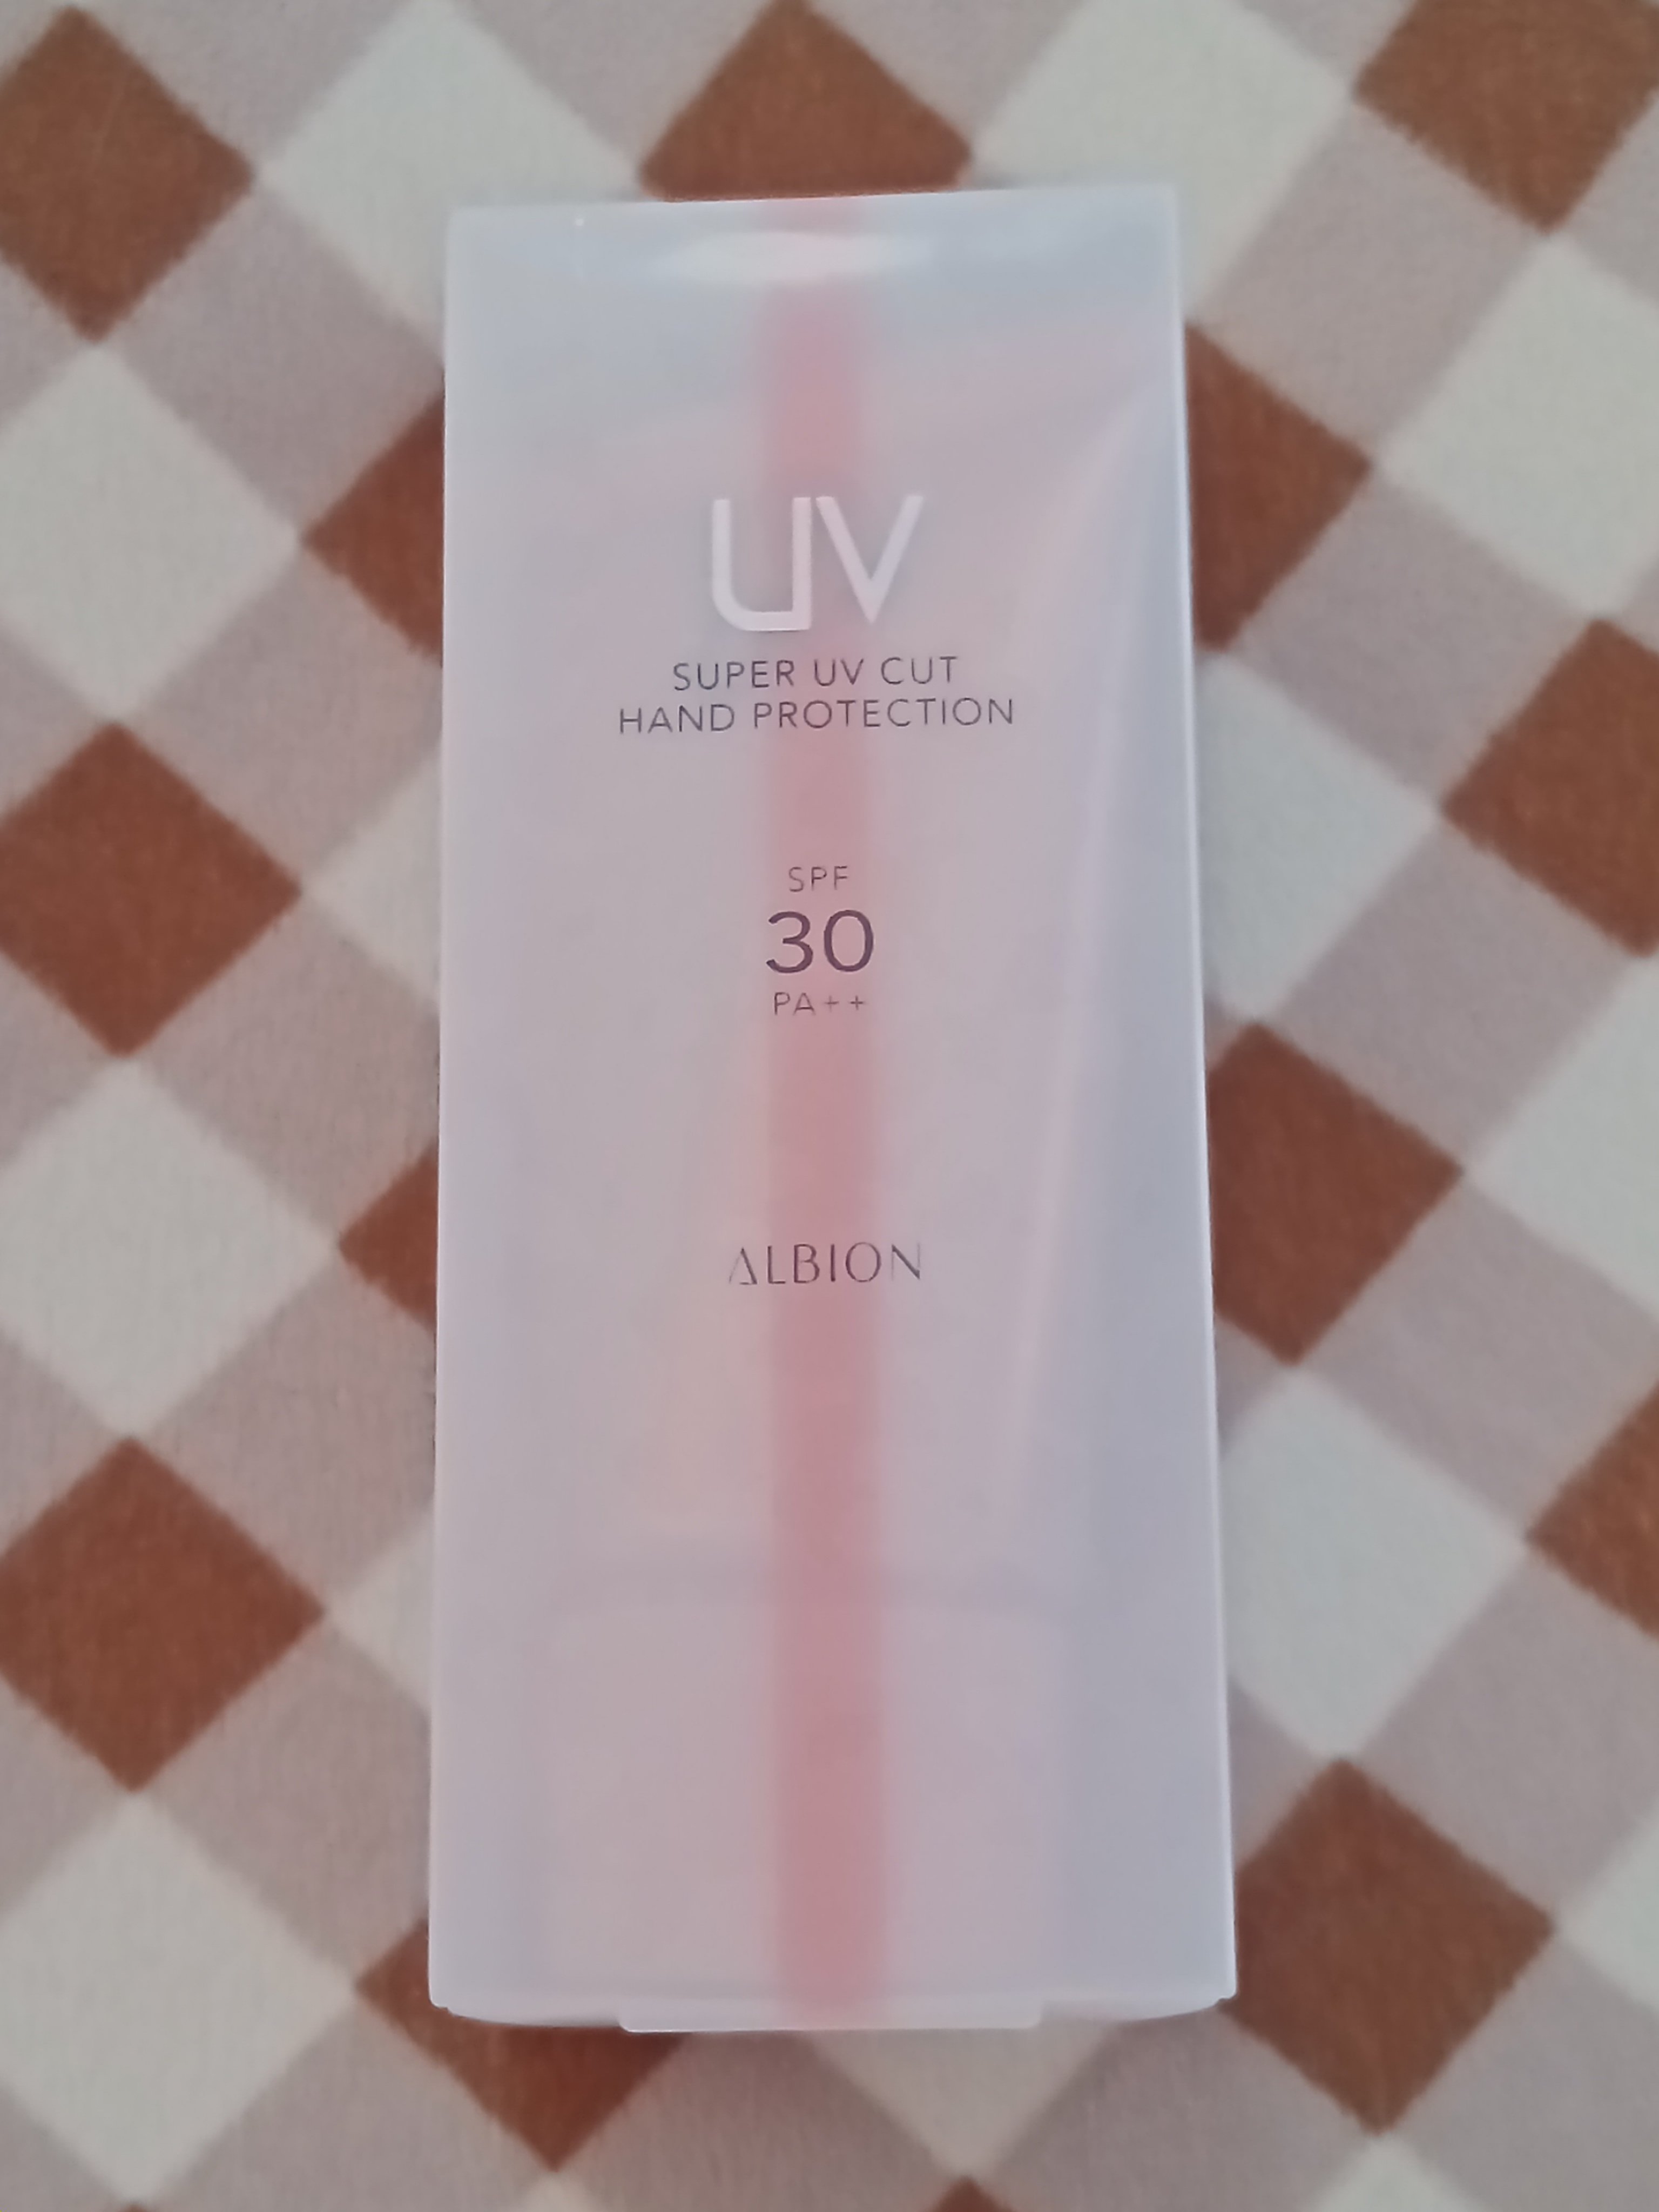 UV
SUPER UV CUT
HAND PROTECTION
SPF
30
PA++
ALBION